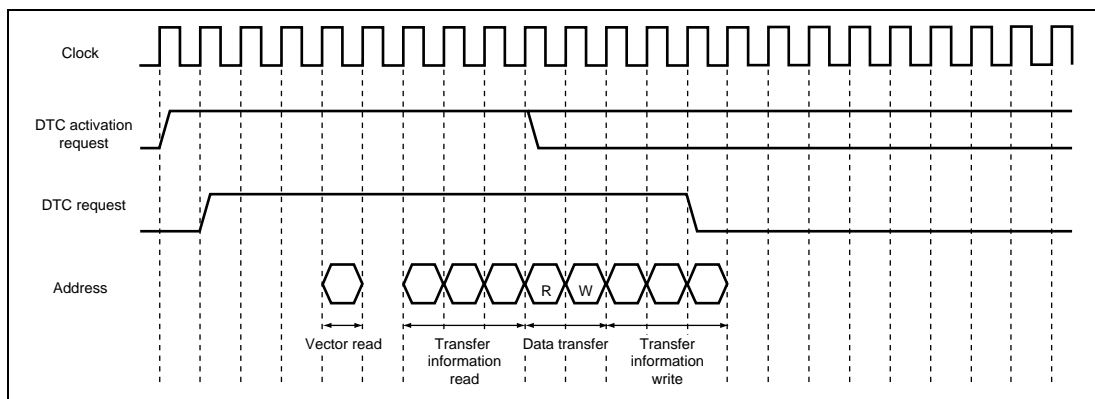 Clock
DTC activation
request
DTC request
Address
R
W
Vector read
Transfer
information
read
Data transfer
Transfer
information
write